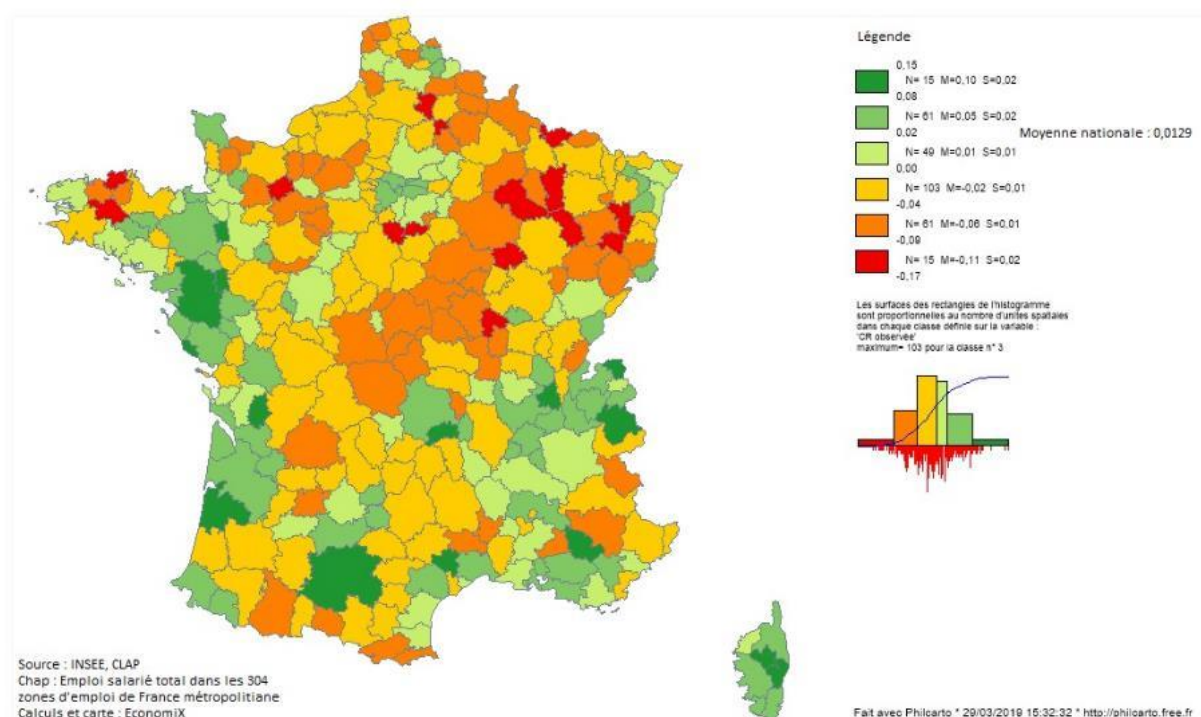 Légende
0,15
N= 15 M=0,10 S=0,02
0,08
N= 61 M=0,05 S=0,02
0,02
Moyenne nationale : 0,0129
N= 49 M=0,01 S=0,01
0,00
N= 103 M=-0,02 S=0,01
-0,04
N= 61 M=-0,06 S=0,01
-0,09
N= 15 M=-0,11 S=0,02
-0,17
Les surfaces des rectangles de l'histogramme
sont proportionnelles au nombre d'unites spatiales
dans chaque classe définie sur la variable :
'CR observée'
maximum= 103 pour la classe n° 3
Source : INSEE, CLAP
Chap : Emploi salarié total dans les 304
zones d'emploi de France métropolitiane
Calculs et carte : EconomiX
Fait avec Philcarto * 29/03/2019 15:32:32 * http://philcarto.free.fr